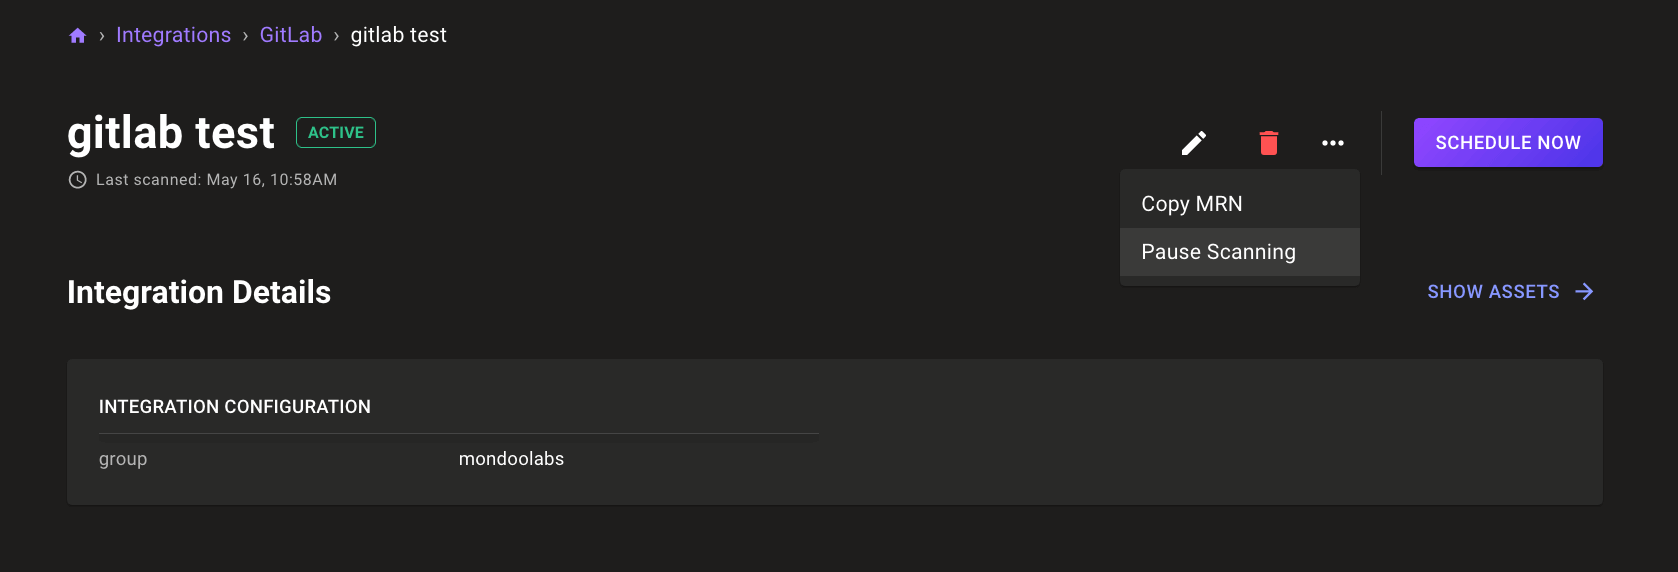 › Integrations › GitLab › gitlab test
gitlab test ACTIVE
Last scanned: May 16, 10:58AM
SCHEDULE NOW
Copy MRN
Pause Scanning
Integration Details
SHOW ASSETS
INTEGRATION CONFIGURATION
group mondoolabs